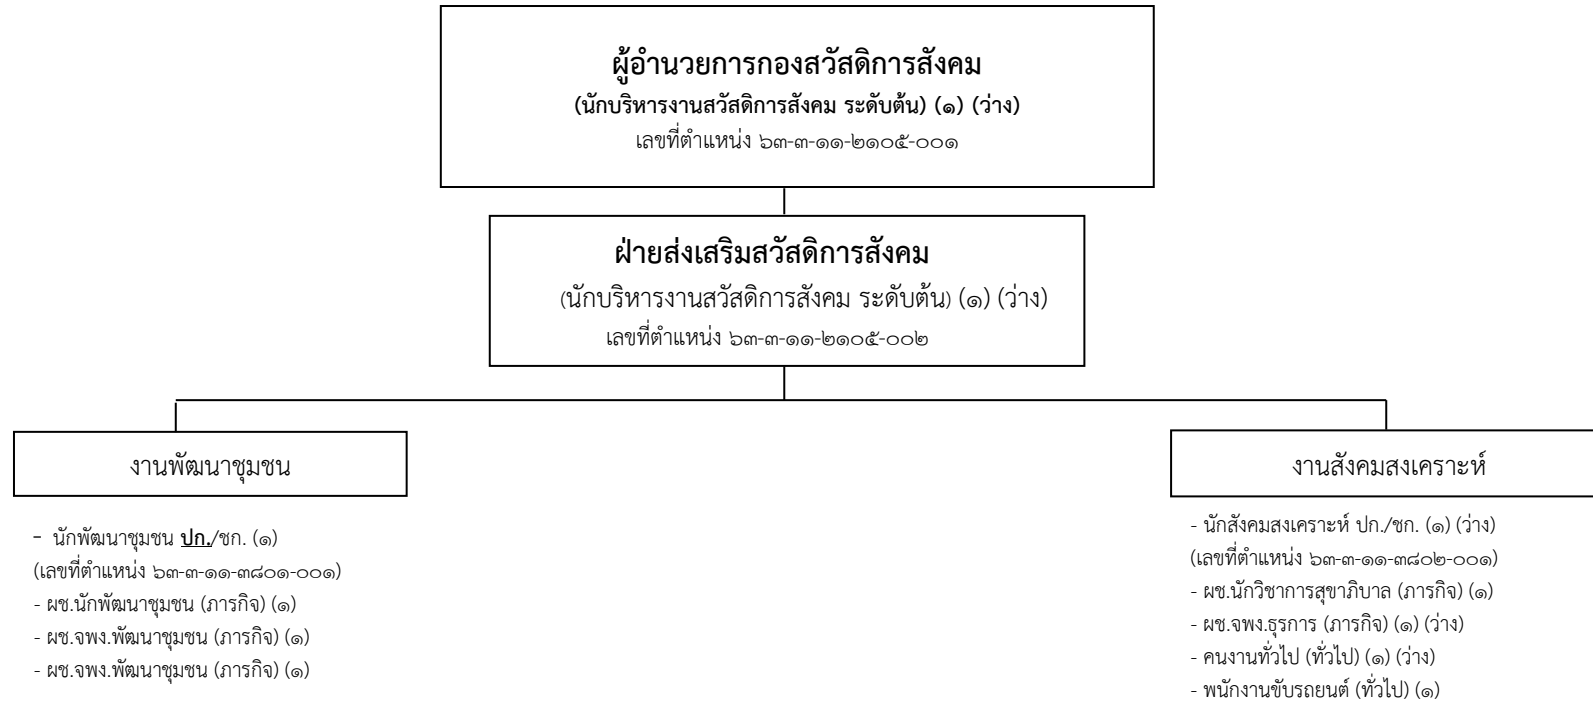 ผู้อำนวยการกองสวัสดิการสังคม
(นักบริหารงานสวัสดิการสังคม ระดับต้น) (๑) (ว่าง)
เลขที่ตำแหน่ง ๖๓-๓-๑๑-๒๑๐๕-๐๐๑
ฝ่ายส่งเสริมสวัสดิการสังคม
(นักบริหารงานสวัสดิการสังคม ระดับต้น) (๑) (ว่าง)
เลขที่ตำแหน่ง ๖๓-๓-๑๑-๒๑๐๕-๐๐๒
งานพัฒนาชุมชน
- นักพัฒนาชุมชน ปก./ชก. (๑)
(เลขที่ตำแหน่ง ๖๓-๓-๑๑-๓๘๐๑-๐๐๑)
- ผช.นักพัฒนาชุมชน (ภารกิจ) (๑)
- ผช.จพง.พัฒนาชุมชน (ภารกิจ) (๑)
- ผช.จพง.พัฒนาชุมชน (ภารกิจ) (๑)
งานสังคมสงเคราะห์
- นักสังคมสงเคราะห์ ปก./ชก. (๑) (ว่าง)
(เลขที่ตำแหน่ง ๖๓-๓-๑๑-๓๘๐๒-๐๐๑)
- ผช.นักวิชาการสุขาภิบาล (ภารกิจ) (๑)
- ผช.จพง.ธุรการ (ภารกิจ) (๑) (ว่าง)
- คนงานทั่วไป (ทั่วไป) (๑) (ว่าง)
- พนักงานขับรถยนต์ (ทั่วไป) (๑)